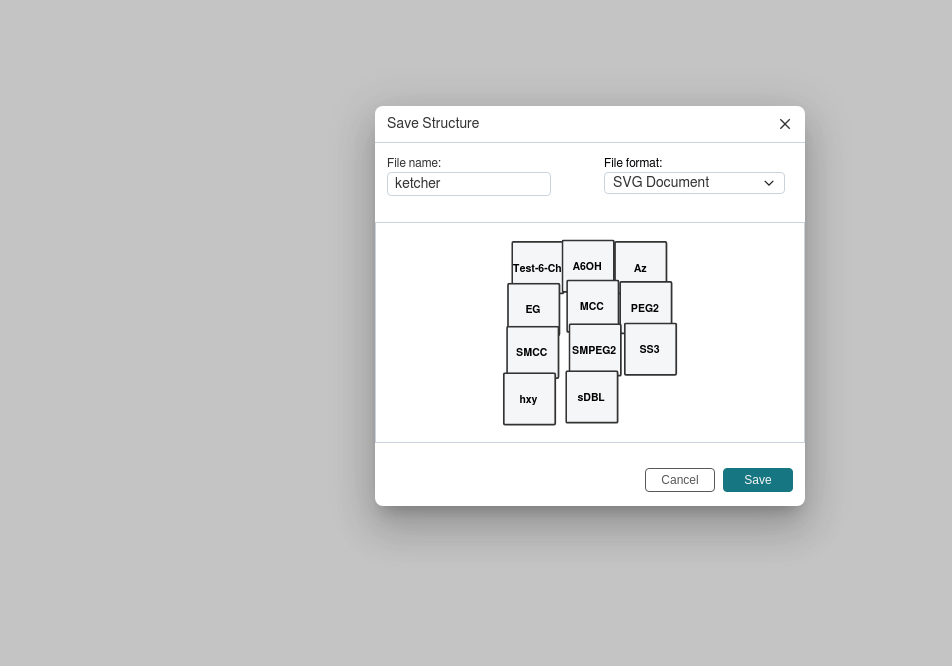 Save Structure
File name:
File format:
ketcher
SVG Document
Test-6-Ch
A6OH
Az
EG
MCC
PEG2
SMCC
SMPEG2
SS3
hxy
sDBL
Cancel
Save